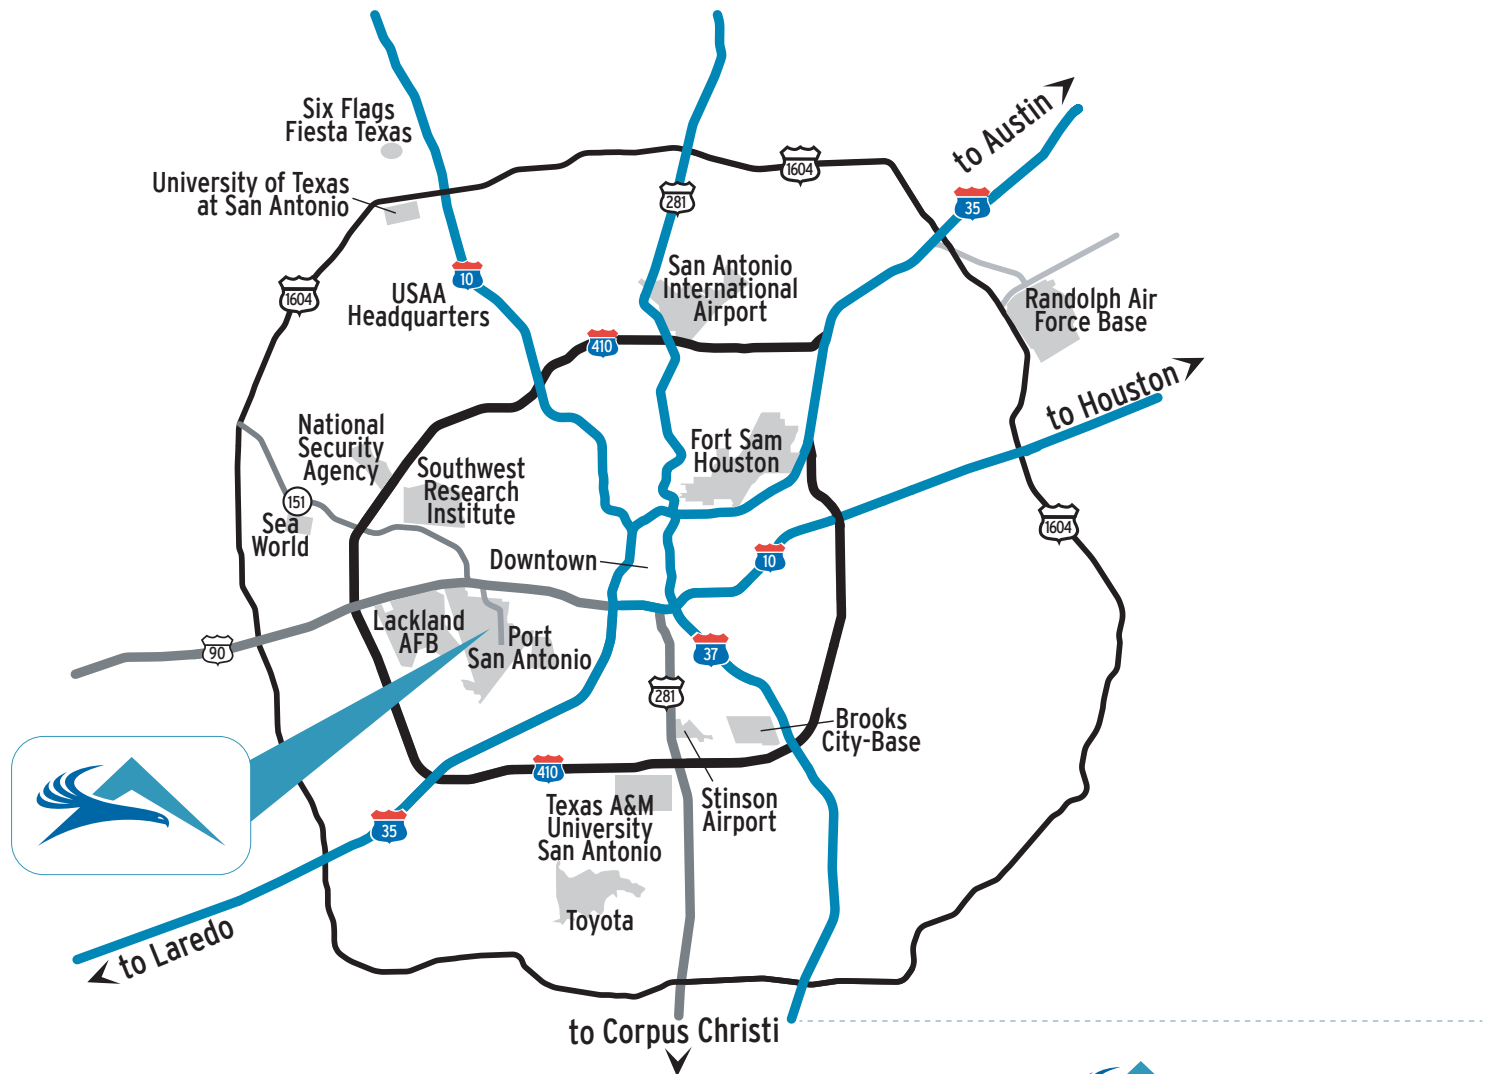 Six Flags
Fiesta Texas
to Austin
1604
University of Texas
at San Antonio
281
35
10
1604
USAA
Headquarters
San Antonio
International
Airport
Randolph Air
Force Base
410
to Houston
National
Security
Agency
Southwest
Research
Institute
Fort Sam
Houston
151
Sea
World
1604
Downtown
10
Lackland
AFB
Port
San Antonio
90
37
281
Brooks
City-Base
410
Texas A&M
University
San Antonio
Stinson
Airport
35
Toyota
to Laredo
to Corpus Christi